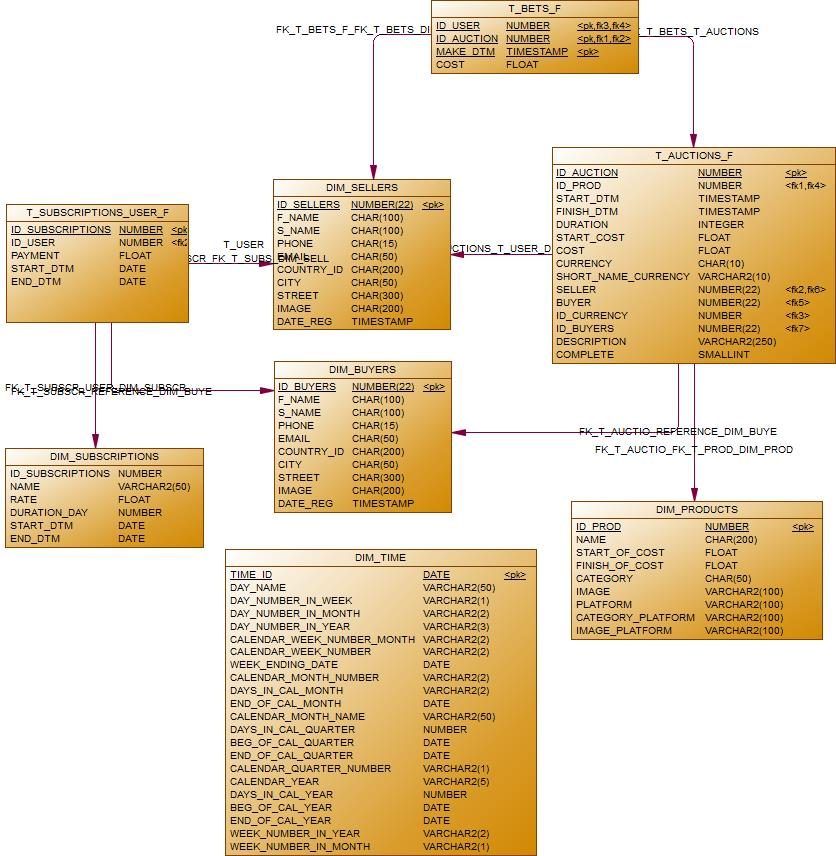 T_BETS_F
ID_USER NUMBER <pk,fk3,fk4>
ID_AUCTION NUMBER <pk,fk1,fk2>
MAKE_DTM TIMESTAMP <pk>
COST FLOAT
FK_T_BETS_F_FK_T_BETS_DI
T_BETS_T_AUCTIONS
T_AUCTIONS_F
ID_AUCTION NUMBER <pk>
ID_PROD NUMBER <fk1,fk4>
START_DTM TIMESTAMP
FINISH_DTM TIMESTAMP
DURATION INTEGER
START_COST FLOAT
COST FLOAT
CURRENCY CHAR(10)
SHORT_NAME_CURRENCY VARCHAR2(10)
SELLER NUMBER(22) <fk2,fk6>
BUYER NUMBER(22) <fk5>
ID_CURRENCY NUMBER <fk3>
ID_BUYERS NUMBER(22) <fk7>
DESCRIPTION VARCHAR2(250)
COMPLETE SMALLINT
DIM_SELLERS
ID_SELLERS NUMBER(22) <pk>
F_NAME CHAR(100)
S_NAME CHAR(100)
PHONE CHAR(15)
EMAIL CHAR(50)
COUNTRY_ID CHAR(200)
CITY CHAR(50)
STREET CHAR(300)
IMAGE CHAR(200)
DATE_REG TIMESTAMP
T_SUBSCRIPTIONS_USER_F
ID_SUBSCRIPTIONS NUMBER <pk
ID_USER NUMBER <fk2
PAYMENT FLOAT
START_DTM DATE
END_DTM DATE
T_USER
SCR_FK_T_SUBS_DIM_SELL
CTIONS_T_USER_D
DIM_BUYERS
ID_BUYERS NUMBER(22) <pk>
F_NAME CHAR(100)
S_NAME CHAR(100)
PHONE CHAR(15)
EMAIL CHAR(50)
COUNTRY_ID CHAR(200)
CITY CHAR(50)
STREET CHAR(300)
IMAGE CHAR(200)
DATE_REG TIMESTAMP
FK_T_SUBSCR_USER_DIM_SUBSCR
FK_T_SUBSCR_REFERENCE_DIM_BUYE
FK_T_AUCTIO_REFERENCE_DIM_BUYE
FK_T_AUCTIO_FK_T_PROD_DIM_PROD
DIM_SUBSCRIPTIONS
ID_SUBSCRIPTIONS NUMBER
NAME VARCHAR2(50)
RATE FLOAT
DURATION_DAY NUMBER
START_DTM DATE
END_DTM DATE
DIM_PRODUCTS
ID_PROD NUMBER <pk>
NAME CHAR(200)
START_OF_COST FLOAT
FINISH_OF_COST FLOAT
CATEGORY CHAR(50)
IMAGE VARCHAR2(100)
PLATFORM VARCHAR2(100)
CATEGORY_PLATFORM VARCHAR2(100)
IMAGE_PLATFORM VARCHAR2(100)
DIM_TIME
TIME_ID DATE <pk>
DAY_NAME VARCHAR2(50)
DAY_NUMBER_IN_WEEK VARCHAR2(1)
DAY_NUMBER_IN_MONTH VARCHAR2(2)
DAY_NUMBER_IN_YEAR VARCHAR2(3)
CALENDAR_WEEK_NUMBER_MONTH VARCHAR2(2)
CALENDAR_WEEK_NUMBER VARCHAR2(2)
WEEK_ENDING_DATE DATE
CALENDAR_MONTH_NUMBER VARCHAR2(2)
DAYS_IN_CAL_MONTH VARCHAR2(2)
END_OF_CAL_MONTH DATE
CALENDAR_MONTH_NAME VARCHAR2(50)
DAYS_IN_CAL_QUARTER NUMBER
BEG_OF_CAL_QUARTER DATE
END_OF_CAL_QUARTER DATE
CALENDAR_QUARTER_NUMBER VARCHAR2(1)
CALENDAR_YEAR VARCHAR2(5)
DAYS_IN_CAL_YEAR NUMBER
BEG_OF_CAL_YEAR DATE
END_OF_CAL_YEAR DATE
WEEK_NUMBER_IN_YEAR VARCHAR2(2)
WEEK_NUMBER_IN_MONTH VARCHAR2(1)